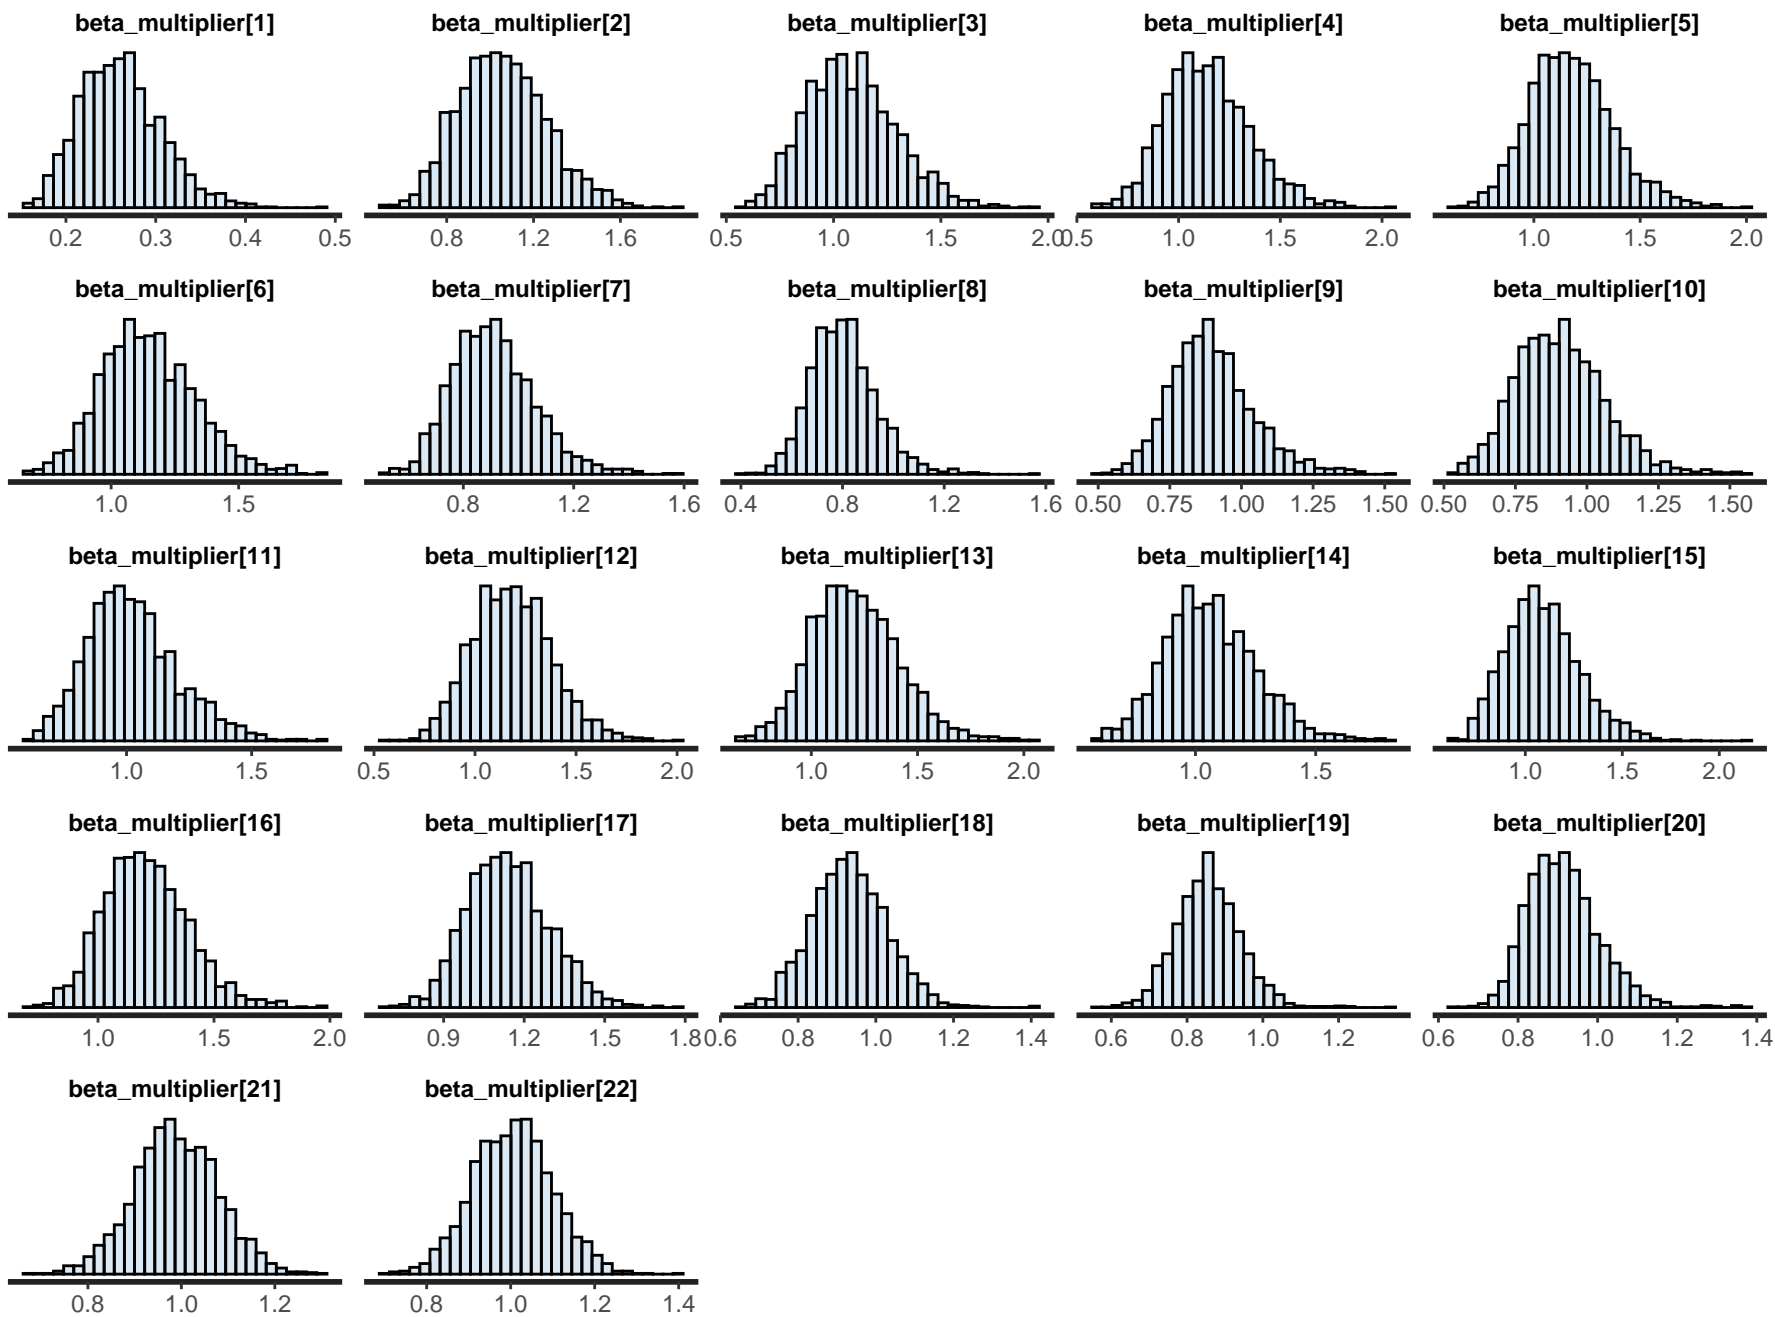 beta_multiplier[1] beta_multiplier[2] beta_multiplier[3] beta_multiplier[4] beta_multiplier[5]
0.2 0.3 0.4 0.5 0.8 1.2 1.6 0.5 1.0 1.5 2.0 0.5 1.0 1.5 2.0 1.0 1.5 2.0
beta_multiplier[6] beta_multiplier[7] beta_multiplier[8] beta_multiplier[9] beta_multiplier[10]
1.0 1.5 0.8 1.2 1.6 0.4 0.8 1.2 1.6 0.50 0.75 1.00 1.25 1.50 0.50 0.75 1.00 1.25 1.50
beta_multiplier[11] beta_multiplier[12] beta_multiplier[13] beta_multiplier[14] beta_multiplier[15]
1.0 1.5 0.5 1.0 1.5 2.0 1.0 1.5 2.0 1.0 1.5 1.0 1.5 2.0
beta_multiplier[16] beta_multiplier[17] beta_multiplier[18] beta_multiplier[19] beta_multiplier[20]
1.0 1.5 2.0 0.9 1.2 1.5 1.8 0.6 0.8 1.0 1.2 1.4 0.6 0.8 1.0 1.2 0.6 0.8 1.0 1.2 1.4
beta_multiplier[21] beta_multiplier[22]
0.8 1.0 1.2 0.8 1.0 1.2 1.4